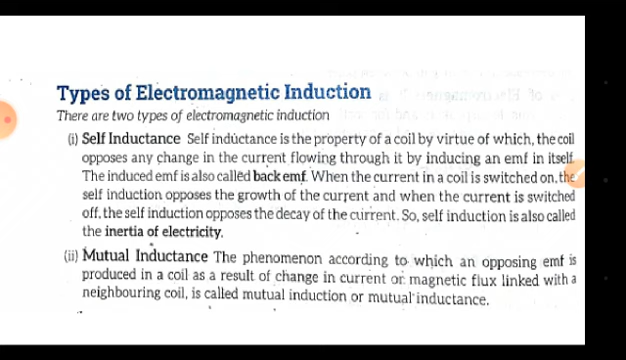 Types of Electromagnetic Induction
There are two types of electromagnetic induction
(i) Self Inductance Self inductance is the property of a coil by virtue of which, the coil
opposes any change in the current flowing through it by inducing an emf in itself.
The induced emf is also called back emf. When the current in a coil is switched on, the
self induction opposes the growth of the current and when the current is switched
off, the self induction opposes the decay of the current. So, self induction is also called
the inertia of electricity.
(ii) Mutual Inductance The phenomenon according to which an opposing emf is
produced in a coil as a result of change in current or magnetic flux linked with a
neighbouring coil, is called mutual induction or mutual inductance.